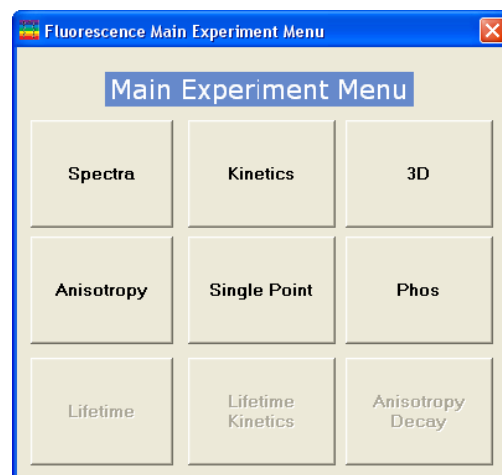 Fluorescence Main Experiment Menu
Main Experiment Menu
Spectra
Kinetics
3D
Anisotropy
Single Point
Phos
Lifetime
Lifetime
Kinetics
Anisotropy
Decay